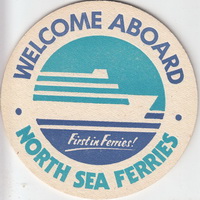 WELCOME ABOARD
First in Ferries!
· NORTH SEA FERRIES ·